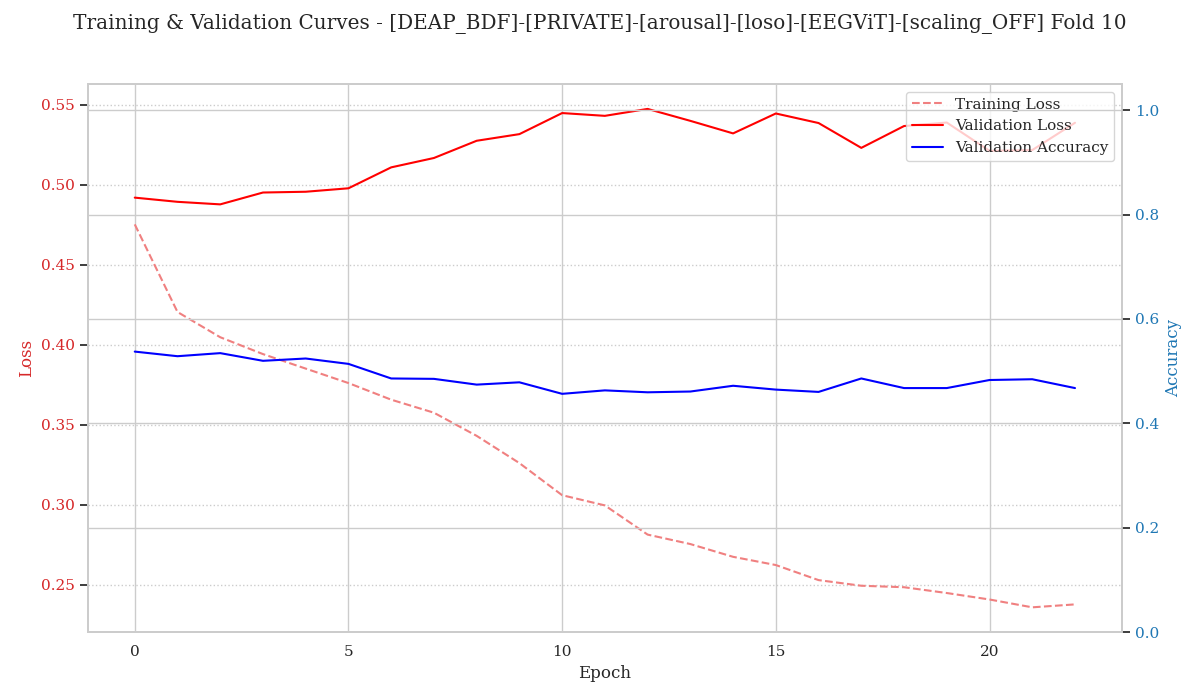 Training & Validation Curves - [DEAP_BDF]-[PRIVATE]-[arousal]-[loso]-[EEGViT]-[scaling_OFF] Fold 10
Training Loss
Validation Loss
Validation Accuracy
0.55
0.50
0.45
0.40
0.35
0.30
0.25
Loss
1.0
0.8
0.6
0.4
0.2
0.0
Accuracy
0
5
10
15
20
Epoch